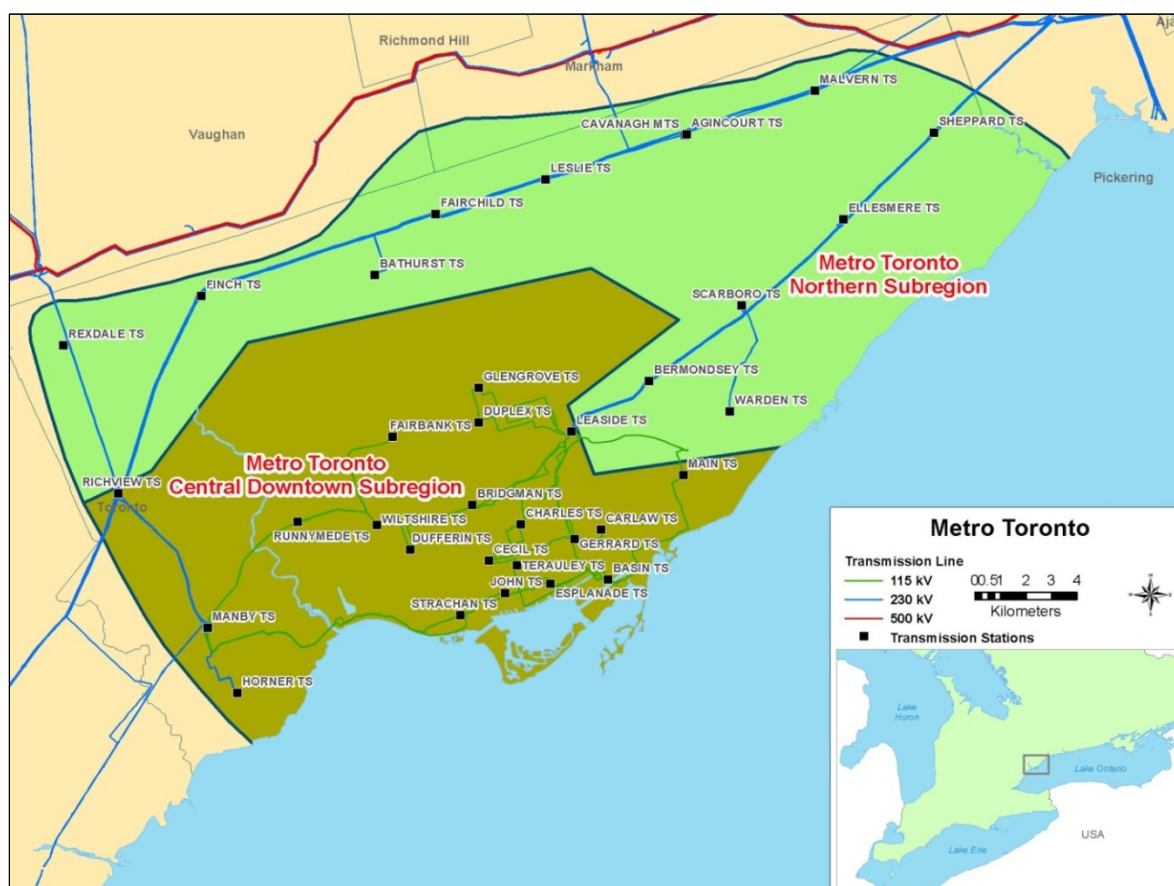 Richmond Hill
Aja
Markham
Vaughan
MALVERN TS
CAVANAGH MTS
AGINCOURT TS
SHEPPARD TS
LESLIE TS
Pickering
FAIRCHILD TS
ELLESMERE TS
BATHURST TS
Metro Toronto
Northern Subregion
FINCH TS
SCARBORO TS
REXDALE TS
BERMONDSEY TS
GLENGROVE TS
WARDEN TS
DUPLEX TS
FAIRBANK TS
LEASIDE TS
Metro Toronto
Central Downtown Subregion
MAIN TS
RICHVIEW TS
Toronto
BRIDGMAN TS
CHARLES TS
CARLAW TS
WILTSHIRE TS
RUNNYMEDE TS
DUFFERIN TS
GERRARD TS
CECIL TS
TERAULEY TS
BASIN TS
JOHN TS
ESPLANADE TS
STRACHAN TS
MANBY TS
HORNER TS
Metro Toronto
Transmission Line
115 kV
230 kV
500 kV
Transmission Stations
0 0.5 1 2 3 4
Kilometers
Lake Huron
Lake Ontario
USA
Lake Erie